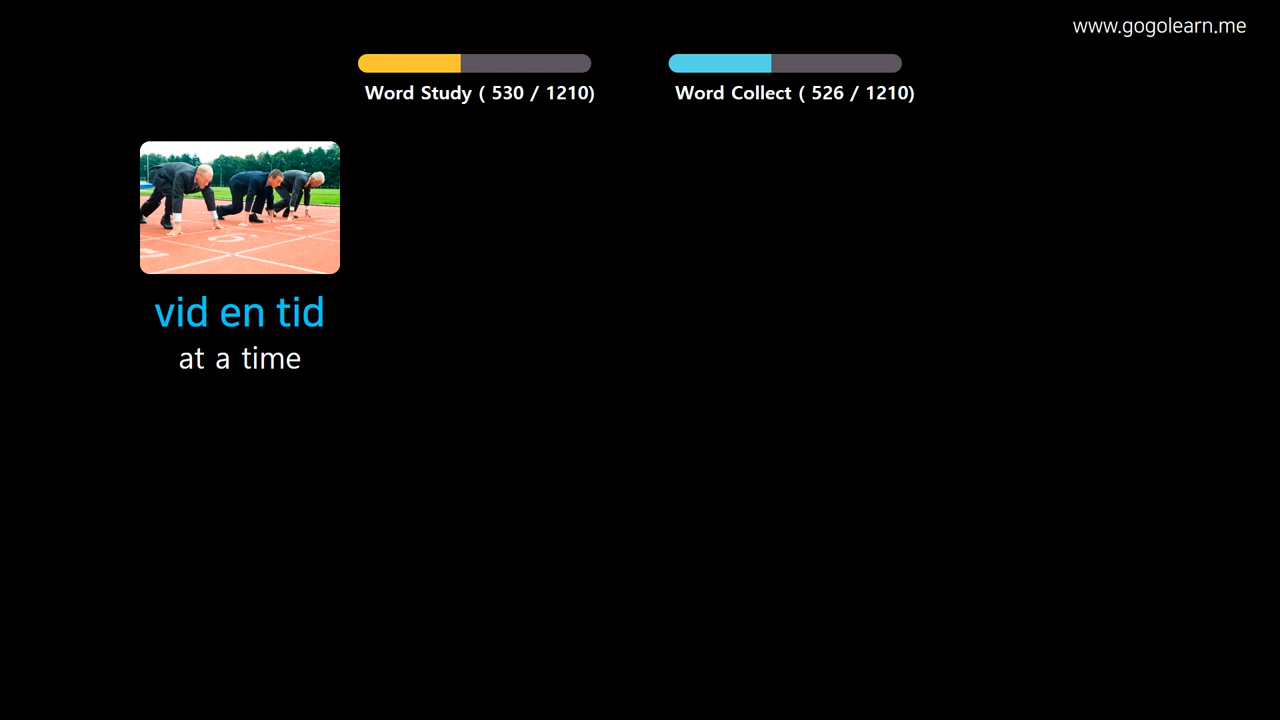 www.gogolearn.me
Word Study ( 530 / 1210)
Word Collect ( 526 / 1210)
vid en tid
at a time